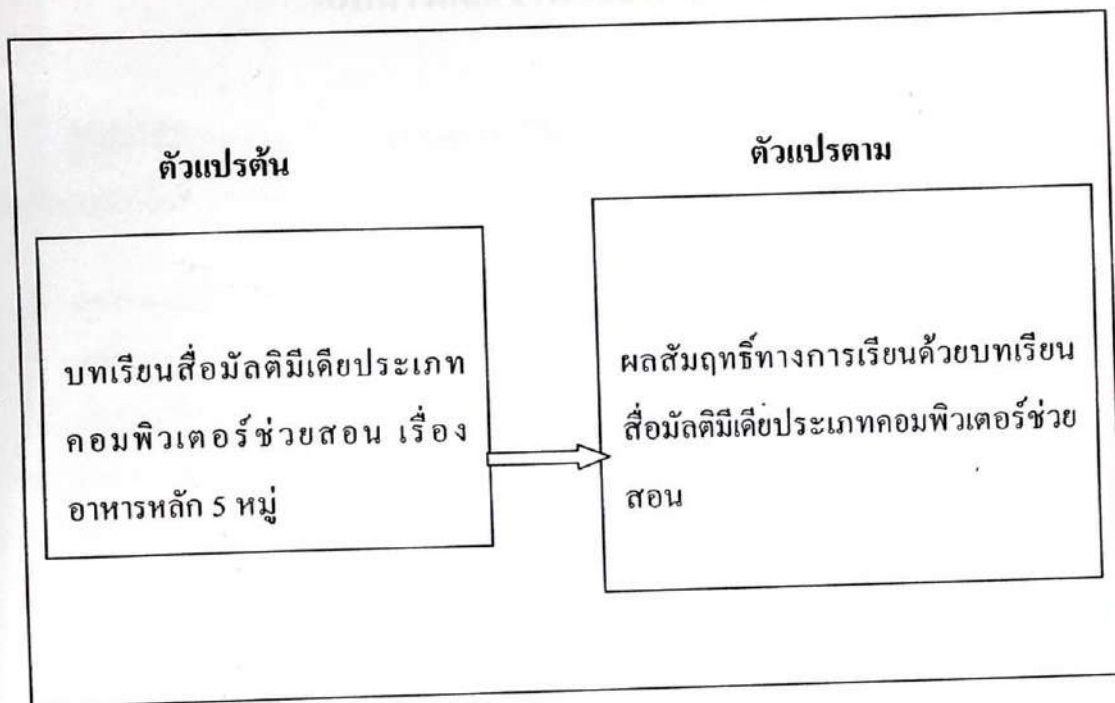 ตัวแปรต้น
ตัวแปรตาม
บทเรียนสื่อมัลติมีเดียประเภท
คอมพิวเตอร์ช่วยสอน เรื่อง
อาหารหลัก 5 หมู่
ผลสัมฤทธิ์ทางการเรียนด้วยบทเรียน
สื่อมัลติมีเดียประเภทคอมพิวเตอร์ช่วย
สอน